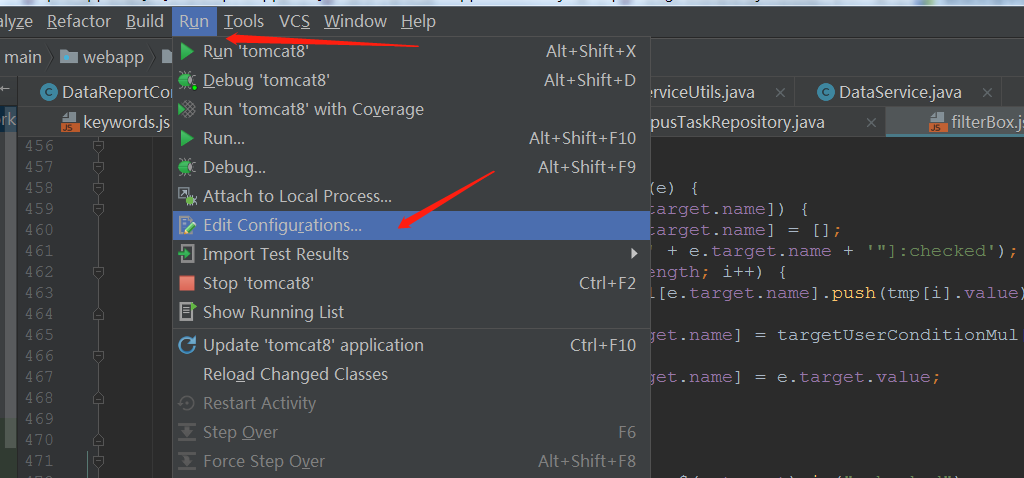 alyze Refactor Build Run Tools VCS Window Help
main webapp
Run 'tomcat8' Alt+Shift+X
Debug 'tomcat8' Alt+Shift+D
Run 'tomcat8' with Coverage
Run... Alt+Shift+F10
Debug... Alt+Shift+F9
Attach to Local Process...
Edit Configurations...
Import Test Results
Stop 'tomcat8' Ctrl+F2
Show Running List
Update 'tomcat8' application Ctrl+F10
Reload Changed Classes
Restart Activity
Step Over F6
Force Step Over Alt+Shift+F8
DataReportCo erviceUtils.java DataService.java
ork keywords.js pusTaskRepository.java filterBox.js
456
457
458 (e) {
459 target.name]) {
460 target.name] = [];
461 ' + e.target.name + '"]:checked');
462 ength; i++) {
463 [e.target.name].push(tmp[i].value)
464
465 get.name] = targetUserConditionMul
466
467 get.name] = e.target.value;
468
469
470
471